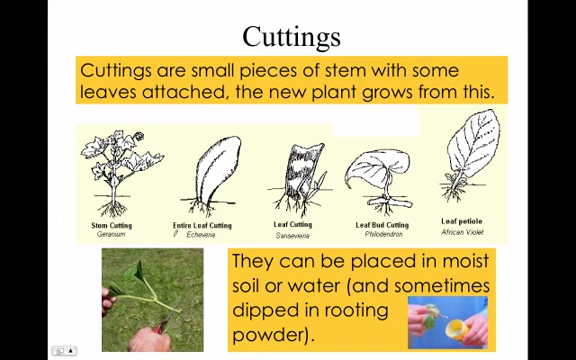 Cuttings
Cuttings are small pieces of stem with some
leaves attached, the new plant grows from this.
Stem Cutting
Geranium
Entire Leaf Cutting
Echeveria
Leaf Cutting
Sansevieria
Leaf Bud Cutting
Philodendron
Leaf petiole
African Violet
They can be placed in moist
soil or water (and sometimes
dipped in rooting
powder).